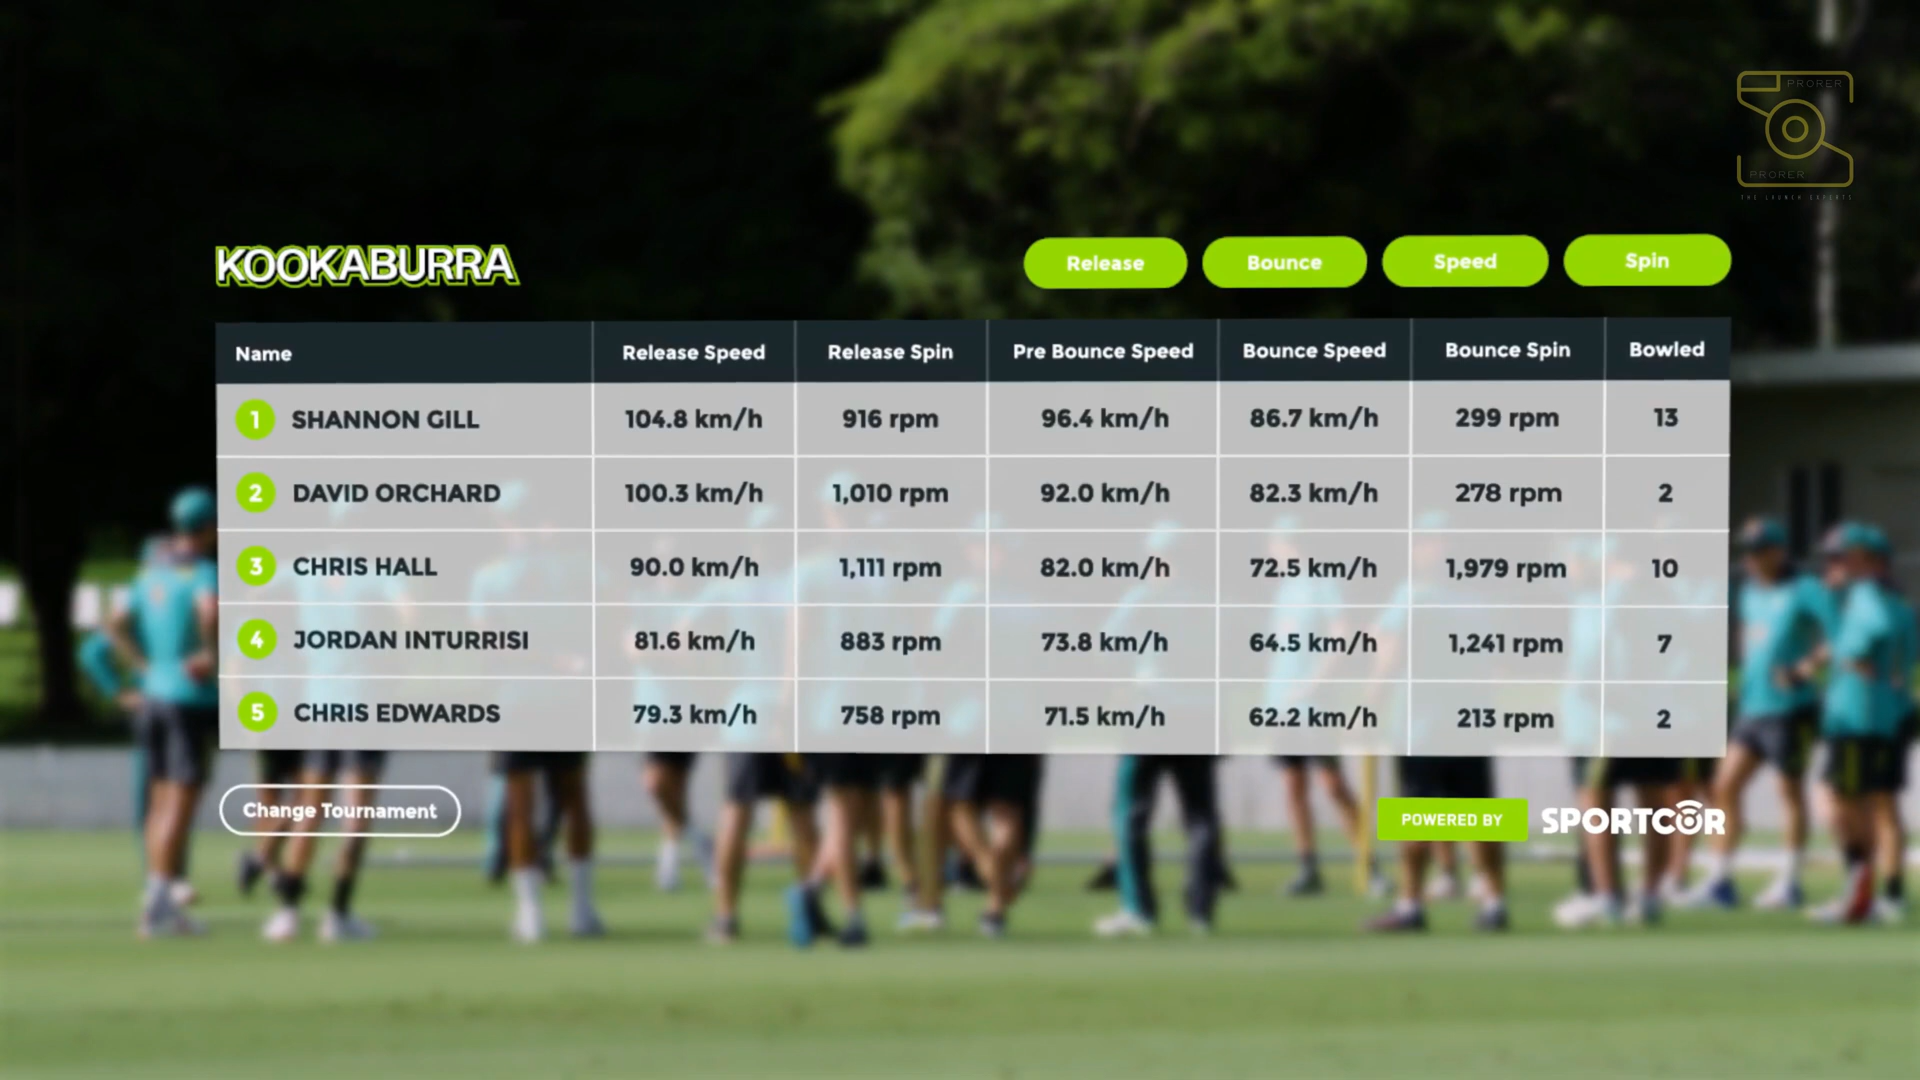 PRORER
PRORER
THE LAUNCH EXPERTS
KOOKABURRA
Release Bounce Speed Spin
Name Release Speed Release Spin Pre Bounce Speed Bounce Speed Bounce Spin Bowled
1 SHANNON GILL 104.8 km/h 916 rpm 96.4 km/h 86.7 km/h 299 rpm 13
2 DAVID ORCHARD 100.3 km/h 1,010 rpm 92.0 km/h 82.3 km/h 278 rpm 2
3 CHRIS HALL 90.0 km/h 1,111 rpm 82.0 km/h 72.5 km/h 1,979 rpm 10
4 JORDAN INTURRISI 81.6 km/h 883 rpm 73.8 km/h 64.5 km/h 1,241 rpm 7
5 CHRIS EDWARDS 79.3 km/h 758 rpm 71.5 km/h 62.2 km/h 213 rpm 2
Change Tournament
POWERED BY SPORTCOR